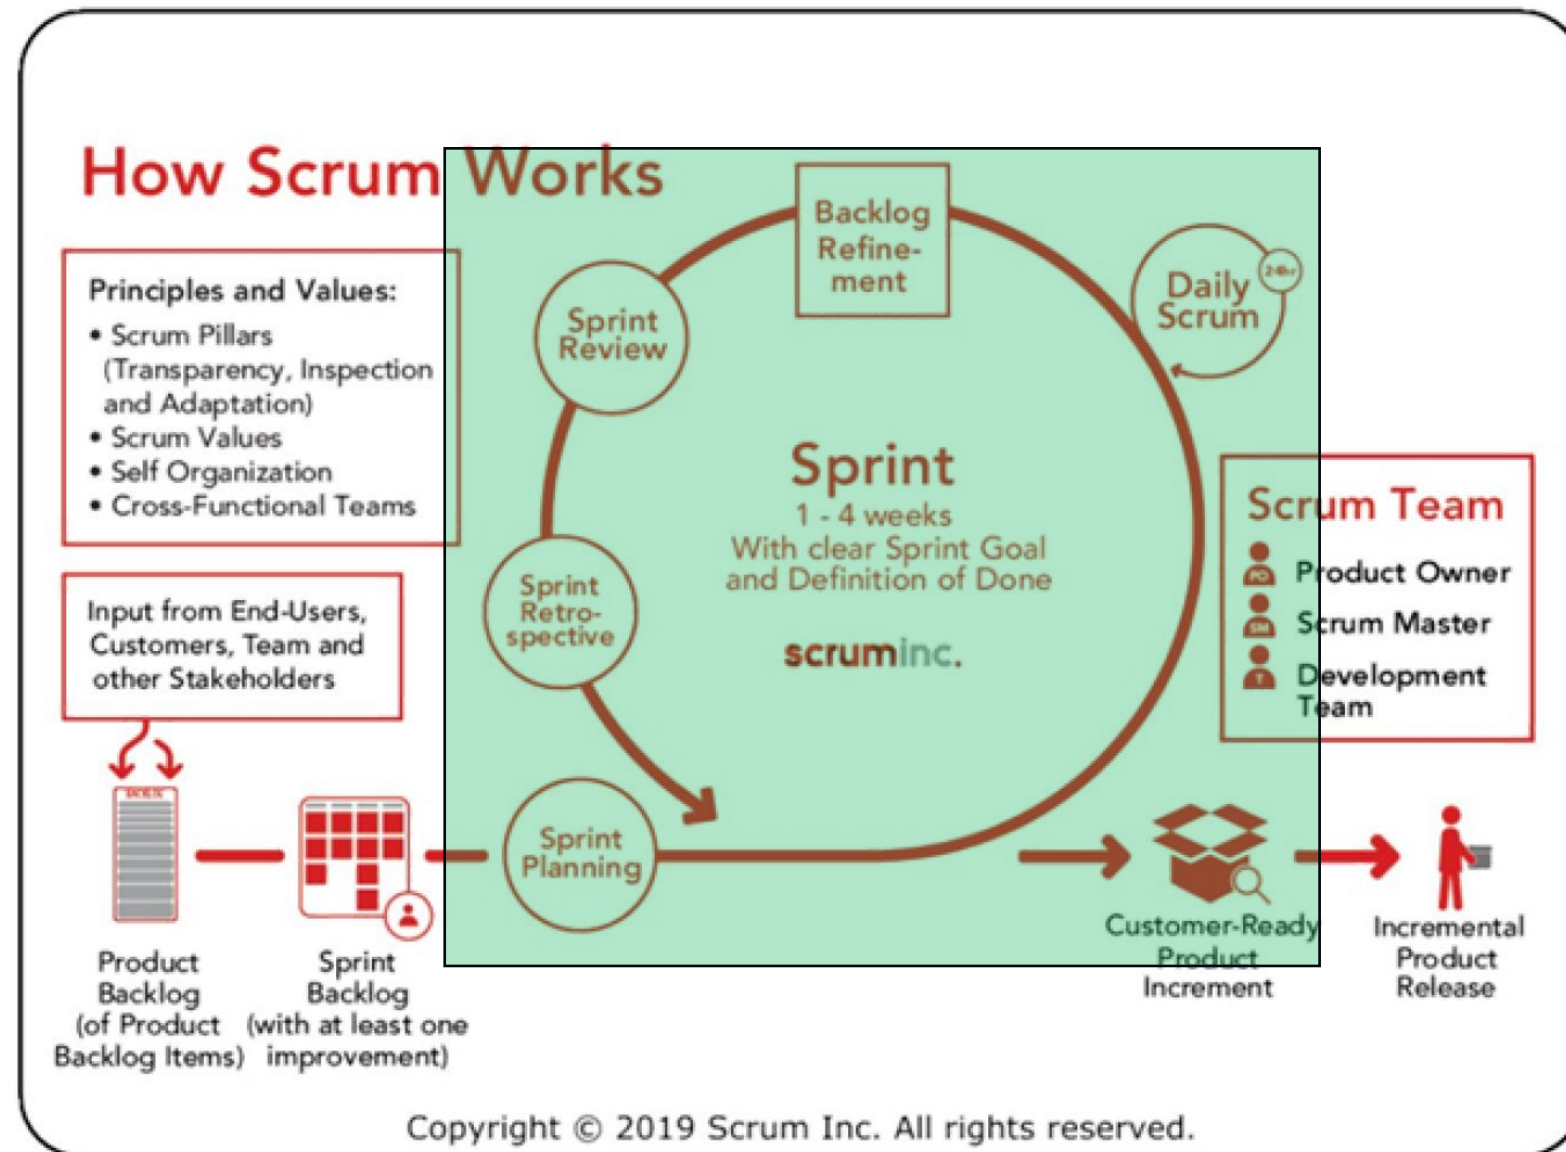 How Scrum Works
Principles and Values:
• Scrum Pillars
(Transparency, Inspection
and Adaptation)
• Scrum Values
• Self Organization
• Cross-Functional Teams
Input from End-Users,
Customers, Team and
other Stakeholders
Backlog
Refine-
ment
Sprint
Review
Daily
Scrum
24hr
Sprint
1 - 4 weeks
With clear Sprint Goal
and Definition of Done
scruminc.
Sprint
Retro-
spective
Sprint
Planning
Scrum Team
PO
Product Owner
SM
Scrum Master
T
Development
Team
Product
Backlog
(of Product
Backlog Items)
Sprint
Backlog
(with at least one
improvement)
Customer-Ready
Product
Increment
Incremental
Product
Release
Copyright © 2019 Scrum Inc. All rights reserved.